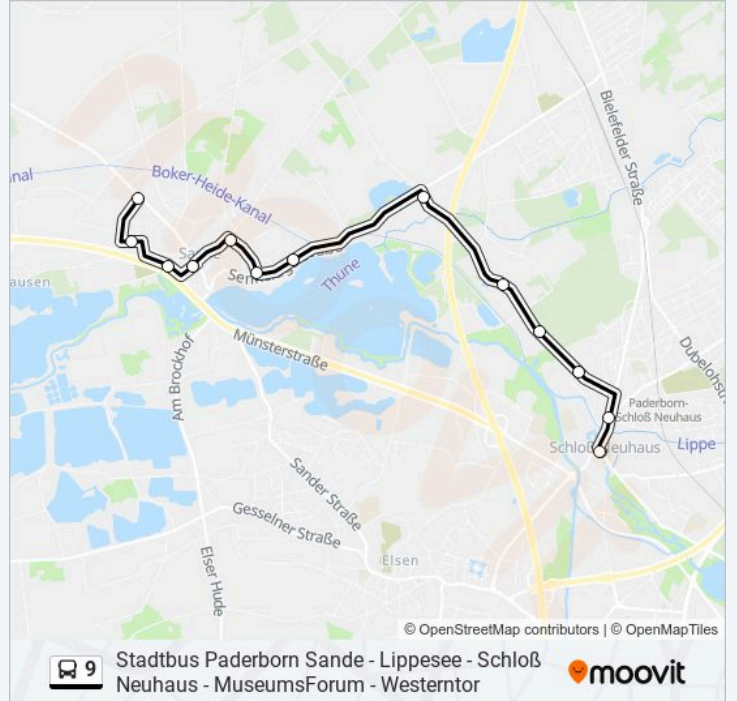 Bielefelder Straße
anal
Boker-Heide-Kanal
Thune
ausen
Münsterstraße
Am Brockhof
Dubelohstr
Paderborn-
Schloß Neuhaus
Schloß Neuhaus
Lippe
Sander Straße
Gesselner Straße
Elsen
Elser Hude
© OpenStreetMap contributors | © OpenMapTiles
9
Stadtbus Paderborn Sande - Lippesee - Schloß
Neuhaus - MuseumsForum - Westerntor
moovit